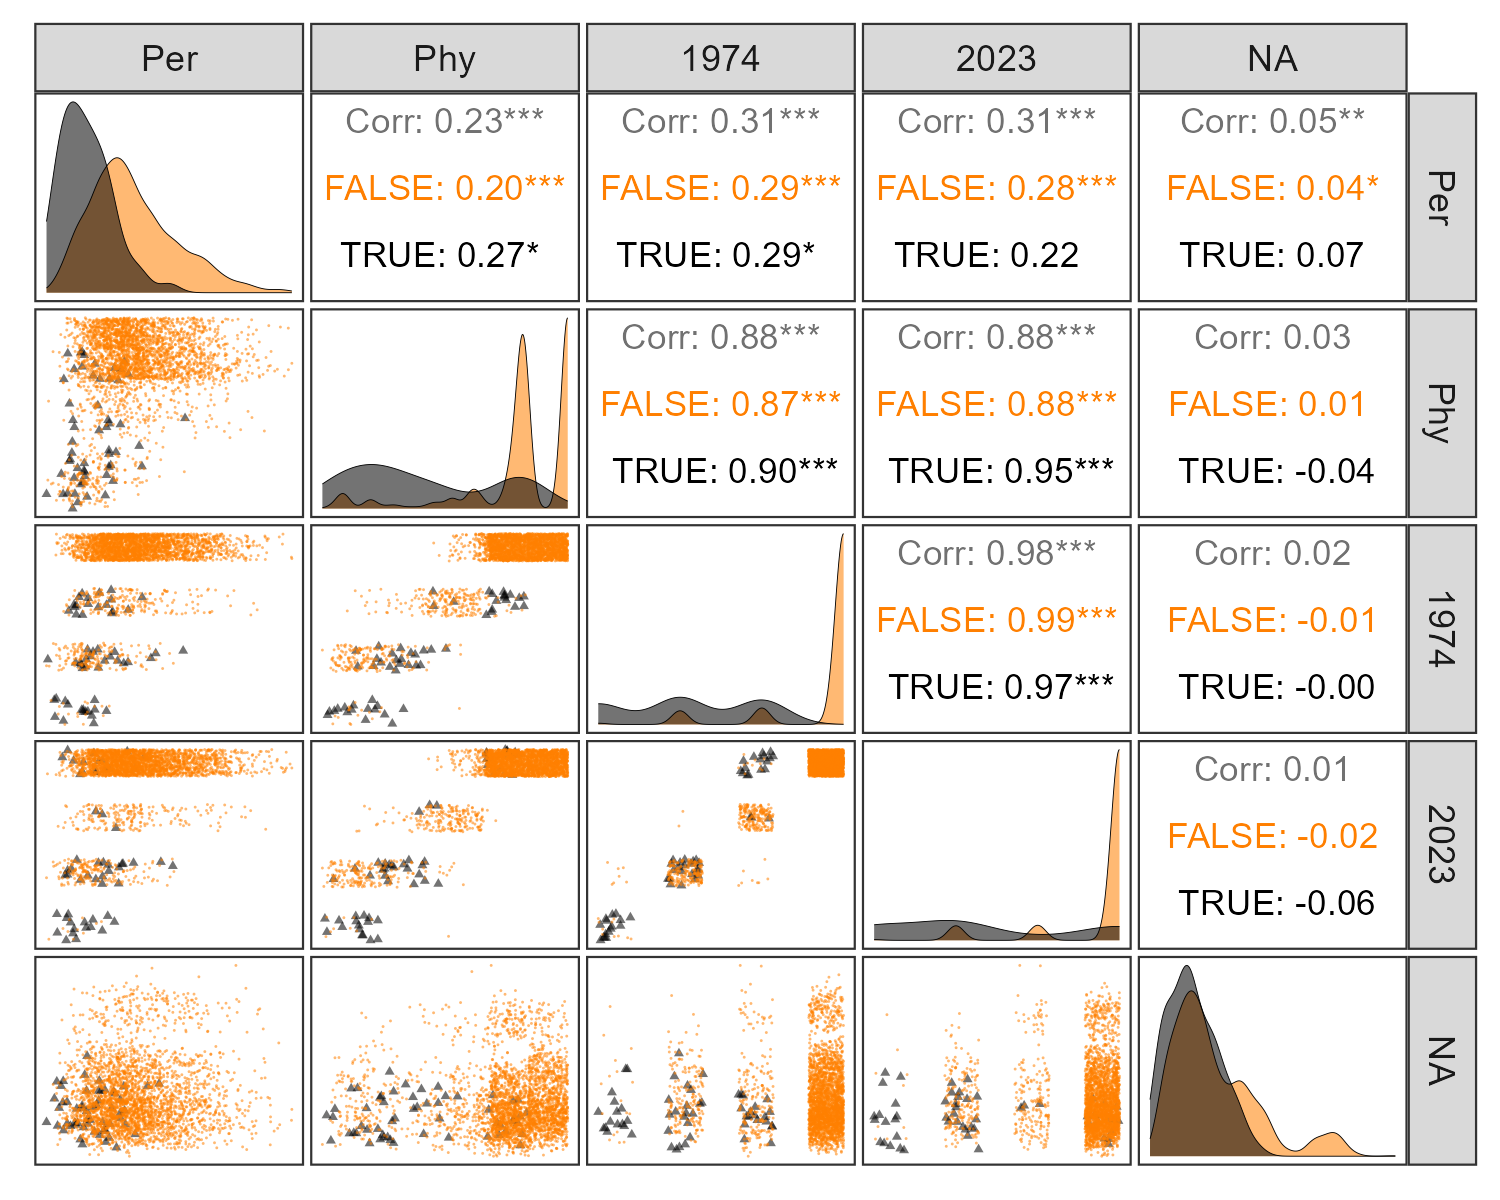 Per Phy 1974 2023 NA
Corr: 0.23*** Corr: 0.31*** Corr: 0.31*** Corr: 0.05**
FALSE: 0.20*** FALSE: 0.29*** FALSE: 0.28*** FALSE: 0.04*
TRUE: 0.27* TRUE: 0.29* TRUE: 0.22 TRUE: 0.07
Per
Corr: 0.88*** Corr: 0.88*** Corr: 0.03
FALSE: 0.87*** FALSE: 0.88*** FALSE: 0.01
TRUE: 0.90*** TRUE: 0.95*** TRUE: -0.04
Phy
Corr: 0.98*** Corr: 0.02
FALSE: 0.99*** FALSE: -0.01
TRUE: 0.97*** TRUE: -0.00
1974
Corr: 0.01
FALSE: -0.02
TRUE: -0.06
2023
NA